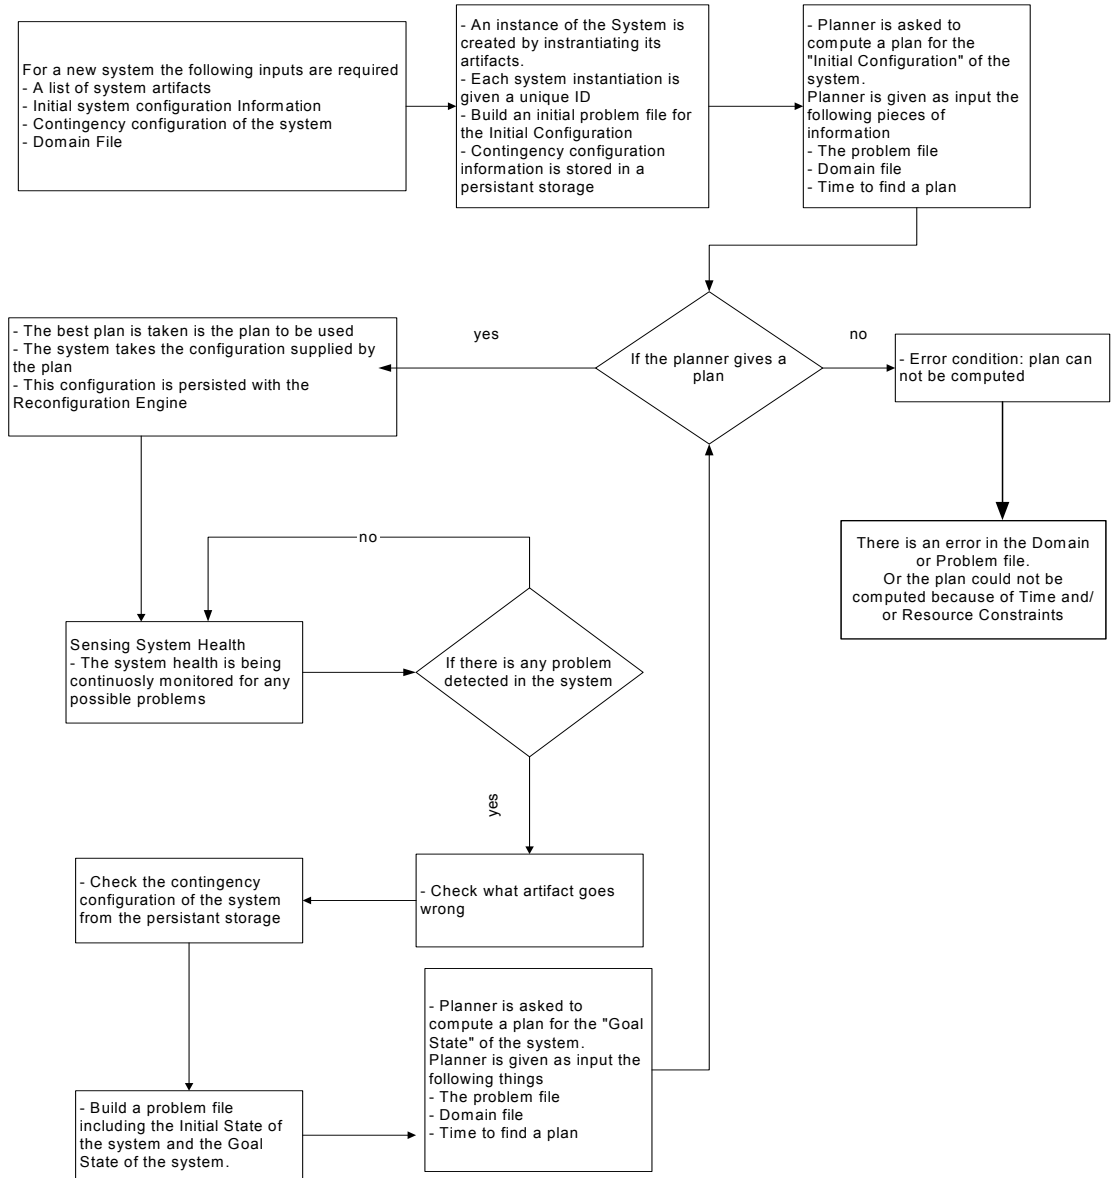 For a new system the following inputs are required
- A list of system artifacts
- Initial system configuration Information
- Contingency configuration of the system
- Domain File
- An instance of the System is
created by instrantiating its
artifacts.
- Each system instantiation is
given a unique ID
- Build an initial problem file for
the Initial Configuration
- Contingency configuration
information is stored in a
persistant storage
- Planner is asked to
compute a plan for the
"Initial Configuration" of the
system.
Planner is given as input the
following pieces of
information
- The problem file
- Domain file
- Time to find a plan
If the planner gives a
plan
yes
no
- The best plan is taken is the plan to be used
- The system takes the configuration supplied by
the plan
- This configuration is persisted with the
Reconfiguration Engine
- Error condition: plan can
not be computed
There is an error in the Domain
or Problem file.
Or the plan could not be
computed because of Time and/
or Resource Constraints
no
Sensing System Health
- The system health is being
continuosly monitored for any
possible problems
If there is any problem
detected in the system
yes
- Check what artifact goes
wrong
- Check the contingency
configuration of the system
from the persistant storage
- Build a problem file
including the Initial State of
the system and the Goal
State of the system.
- Planner is asked to
compute a plan for the "Goal
State" of the system.
Planner is given as input the
following things
- The problem file
- Domain file
- Time to find a plan